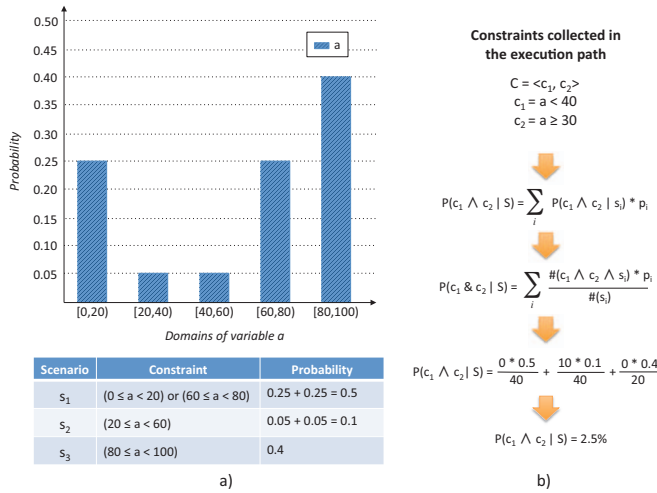 0.50
0.45
0.40
0.35
0.30
0.25
0.20
0.15
0.10
0.05
Probability
a
[0,20) [20,40) [40,60) [60,80) [80,100)
Domains of variable a
Scenario Constraint Probability
s1 (0 ≤ a < 20) or (60 ≤ a < 80) 0.25 + 0.25 = 0.5
s2 (20 ≤ a < 60) 0.05 + 0.05 = 0.1
s3 (80 ≤ a < 100) 0.4
a)
Constraints collected in
the execution path
C = <c1, c2>
c1 = a < 40
c2 = a ≥ 30
P(c1 ∧ c2 | S) = ∑i P(c1 ∧ c2 | si) * pi
P(c1 & c2 | S) = ∑i #(c1 ∧ c2 ∧ si) * pi / #(si)
P(c1 ∧ c2 | S) = 0 * 0.5 / 40 + 10 * 0.1 / 40 + 0 * 0.4 / 20
P(c1 ∧ c2 | S) = 2.5%
b)